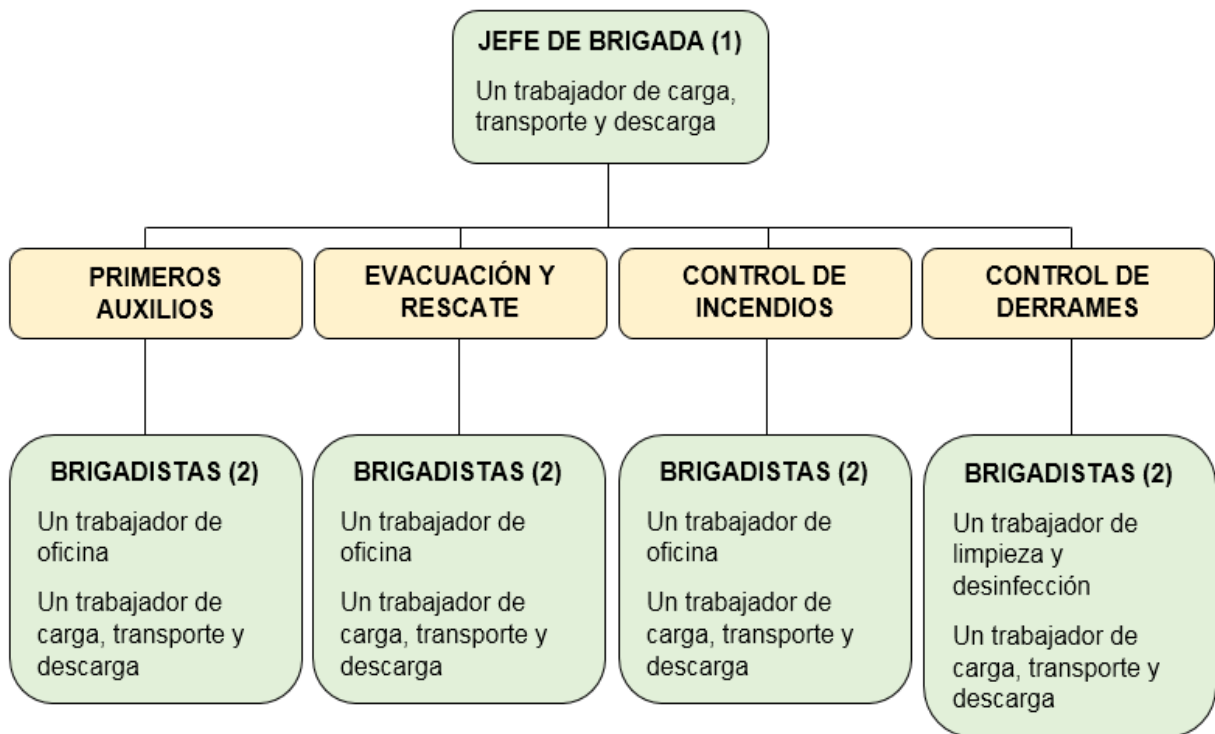 JEFE DE BRIGADA (1)
Un trabajador de carga,
transporte y descarga
PRIMEROS
AUXILIOS
EVACUACIÓN Y
RESCATE
CONTROL DE
INCENDIOS
CONTROL DE
DERRAMES
BRIGADISTAS (2)
Un trabajador de
oficina
Un trabajador de
carga, transporte y
descarga
BRIGADISTAS (2)
Un trabajador de
oficina
Un trabajador de
carga, transporte y
descarga
BRIGADISTAS (2)
Un trabajador de
oficina
Un trabajador de
carga, transporte y
descarga
BRIGADISTAS (2)
Un trabajador de
limpieza y
desinfección
Un trabajador de
carga, transporte y
descarga